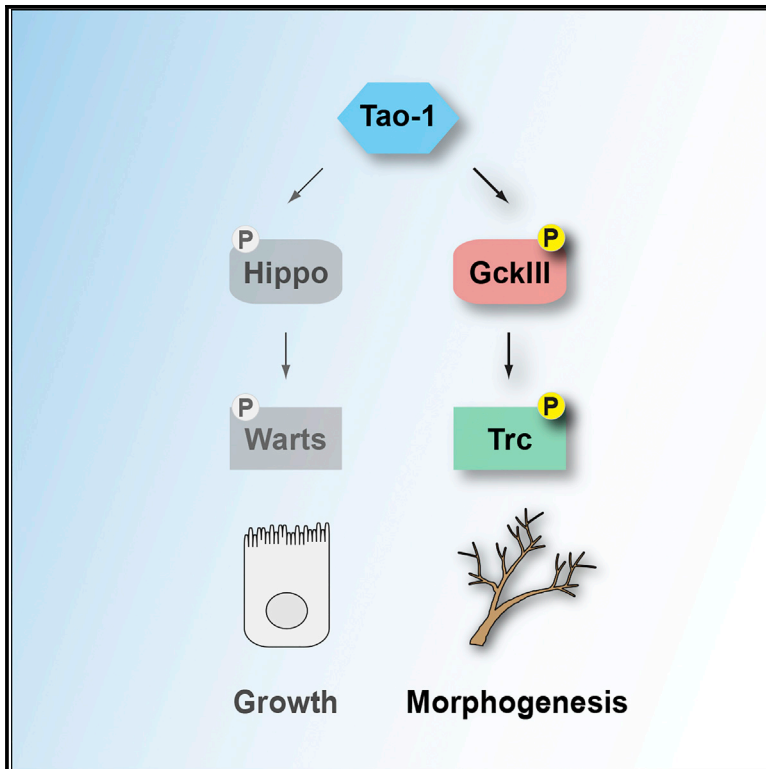 Tao-1
P
P
Hippo
GckIII
P
P
Warts
Trc
Growth
Morphogenesis